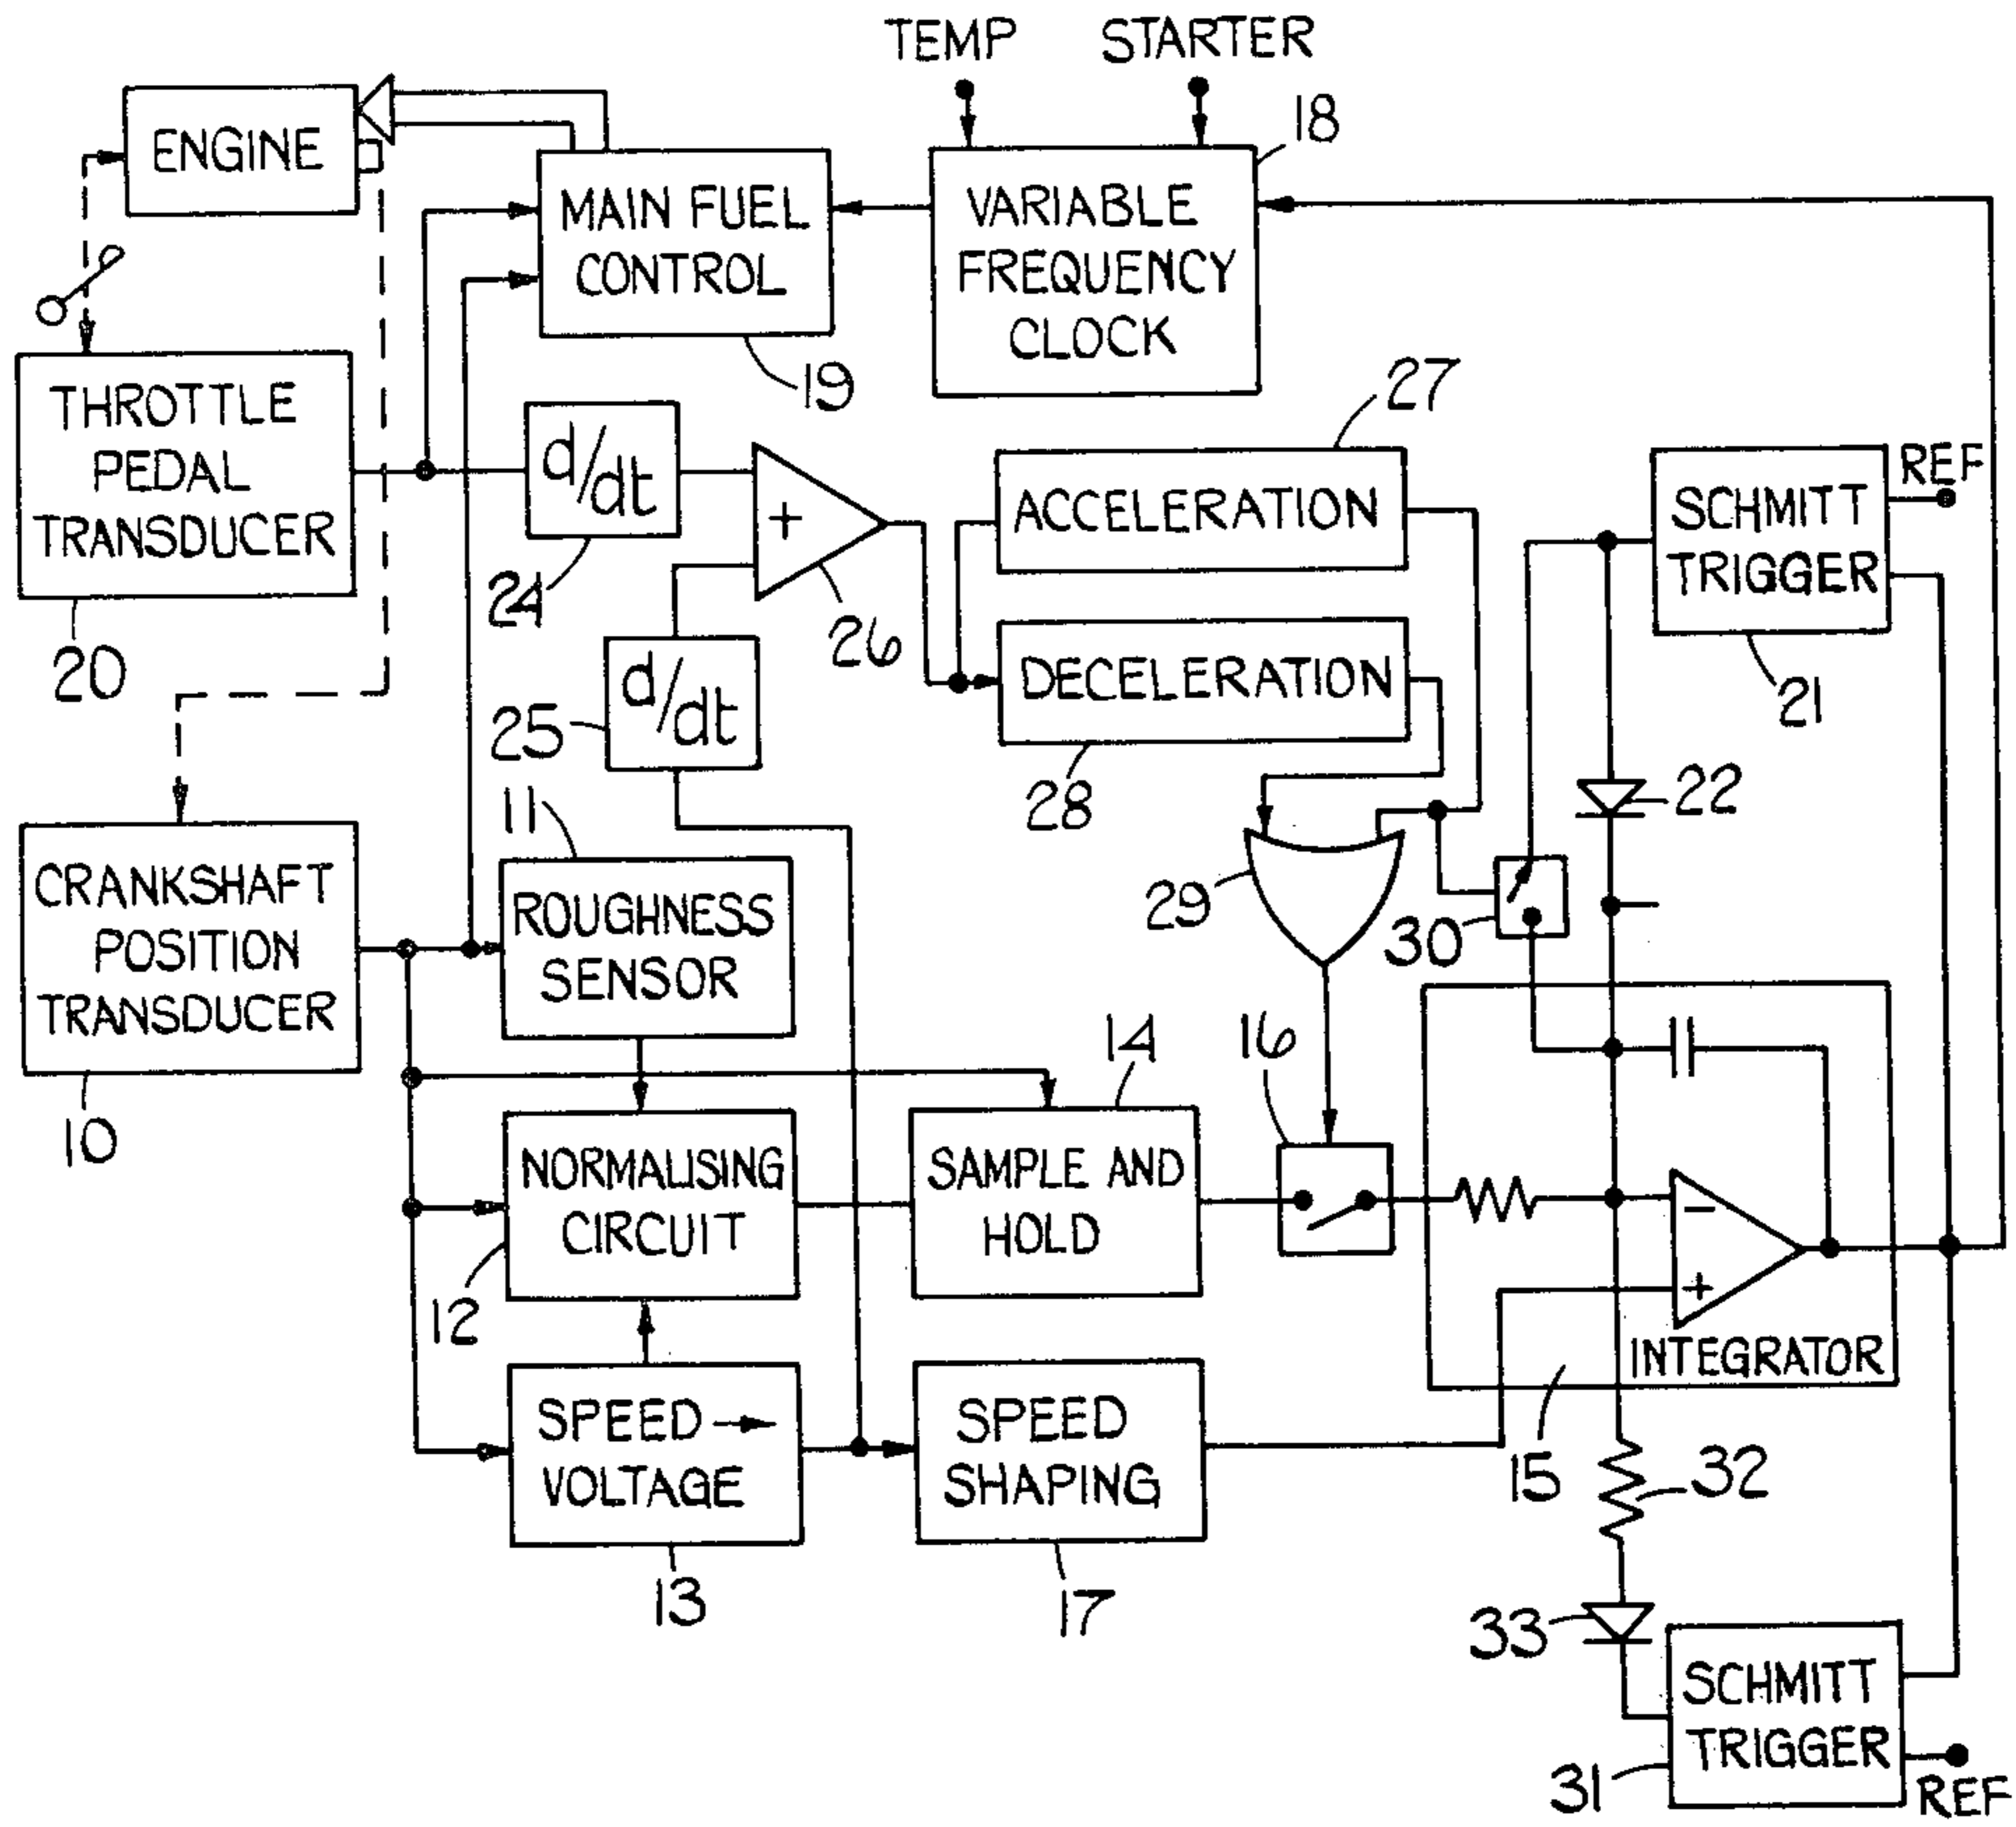 TEMP
STARTER
18
ENGINE
MAIN FUEL
CONTROL
19
VARIABLE
FREQUENCY
CLOCK
THROTTLE
PEDAL
TRANSDUCER
20
d/dt
24
+
26
d/dt
25
27
ACCELERATION
DECELERATION
28
SCHMITT
TRIGGER
REF
21
22
29
30
11
ROUGHNESS
SENSOR
CRANKSHAFT
POSITION
TRANSDUCER
10
NORMALISING
CIRCUIT
12
14
SAMPLE AND
HOLD
16
−
+
INTEGRATOR
15
SPEED →
VOLTAGE
13
SPEED
SHAPING
17
32
33
SCHMITT
TRIGGER
31
REF